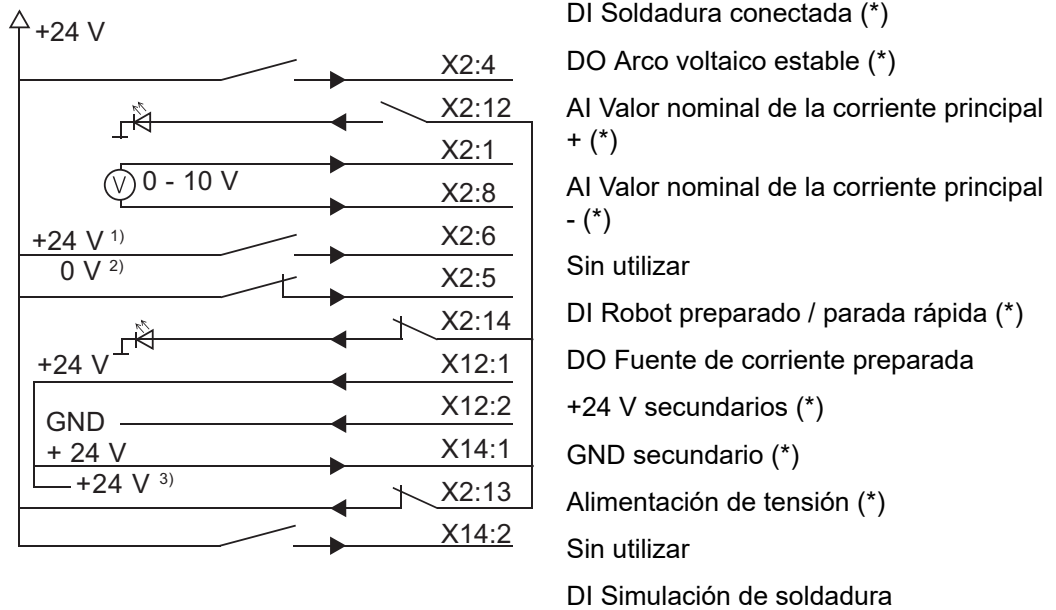 +24 V
X2:4
X2:12
X2:1
0 - 10 V
X2:8
+24 V 1)
X2:6
0 V 2)
X2:5
X2:14
+24 V
X12:1
GND
X12:2
+ 24 V
X14:1
+24 V 3)
X2:13
X14:2
V
DI Soldadura conectada (*)
DO Arco voltaico estable (*)
AI Valor nominal de la corriente principal
+ (*)
AI Valor nominal de la corriente principal
- (*)
Sin utilizar
DI Robot preparado / parada rápida (*)
DO Fuente de corriente preparada
+24 V secundarios (*)
GND secundario (*)
Alimentación de tensión (*)
Sin utilizar
DI Simulación de soldadura